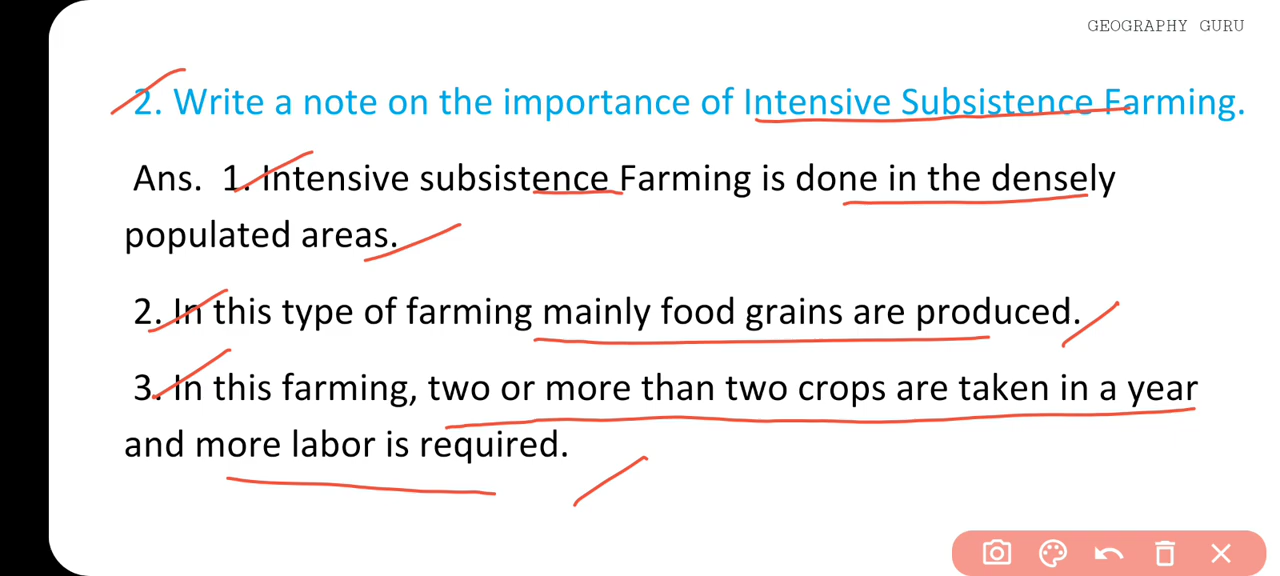 GEOGRAPHY GURU
2. Write a note on the importance of Intensive Subsistence Farming.
Ans. 1. Intensive subsistence Farming is done in the densely
populated areas.
2. In this type of farming mainly food grains are produced.
3. In this farming, two or more than two crops are taken in a year
and more labor is required.